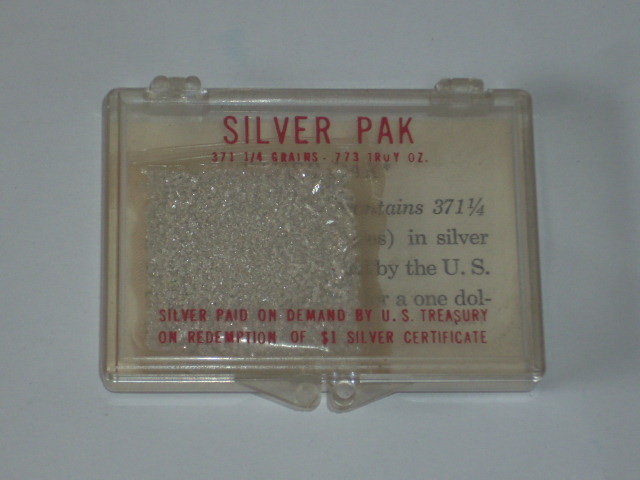 SILVER PAK
371 1/4 GRAINS - 773 TROY OZ.
contains 371¼
in silver
by the U. S.
a one dol-
SILVER PAID ON DEMAND BY U.S. TREASURY
ON REDEMPTION OF $1 SILVER CERTIFICATE